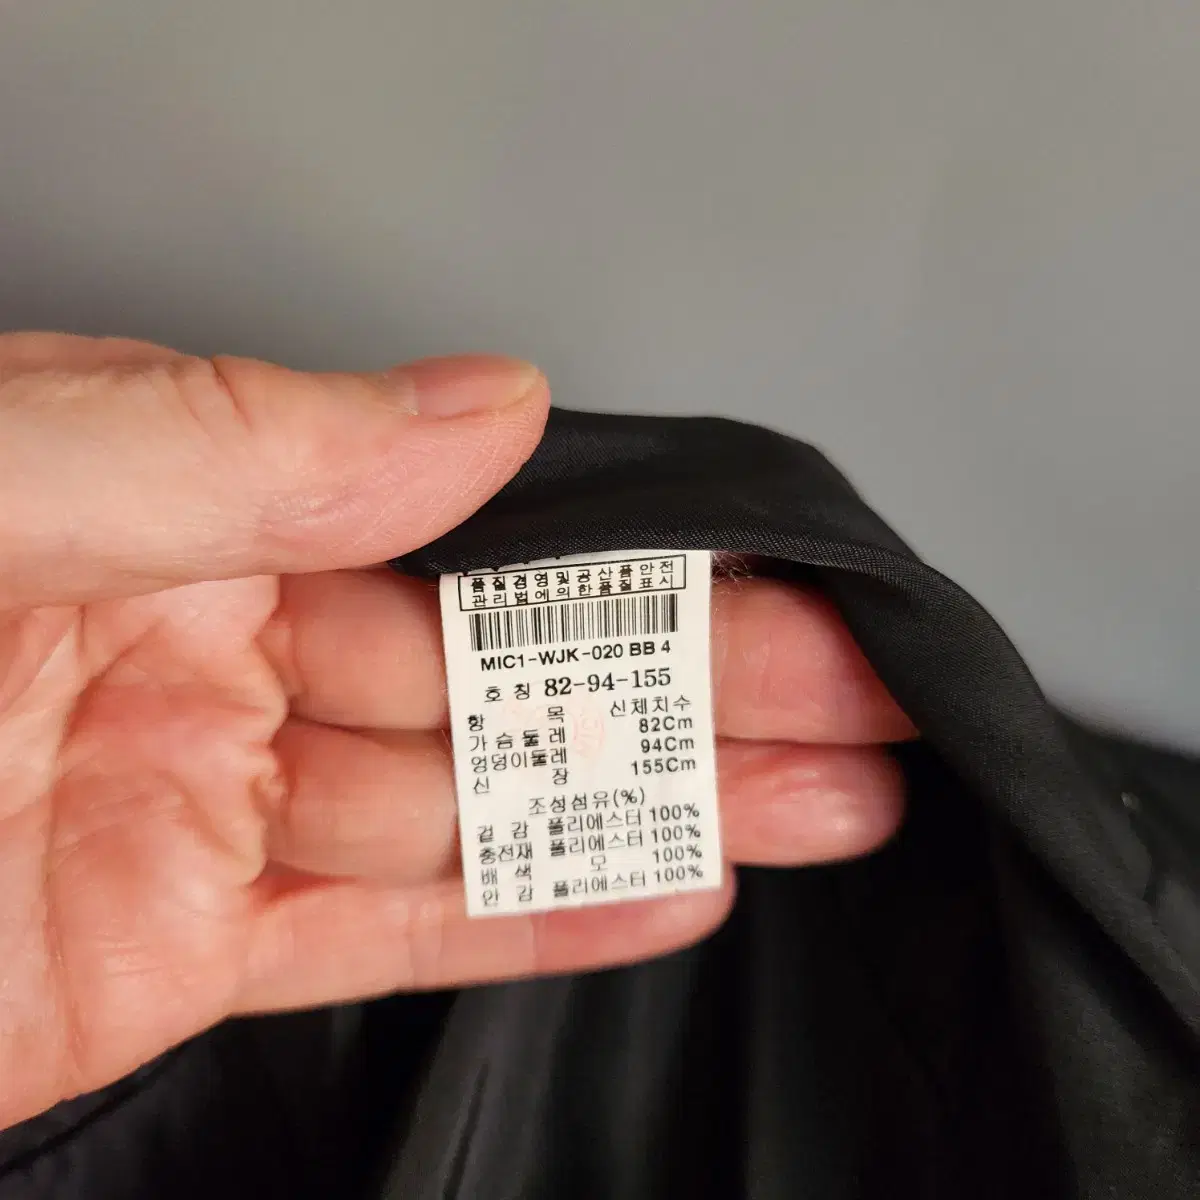 품질경영및공산품안전
관리법에의한품질표시
MIC1-WJK-020 BB 4
호 칭 82-94-155
항 목 신체치수
가슴둘레 82Cm
엉덩이둘레 94Cm
신 장 155Cm
조성섬유(%)
겉 감 폴리에스터 100%
충전재 폴리에스터 100%
배 색 모 100%
안 감 폴리에스터 100%